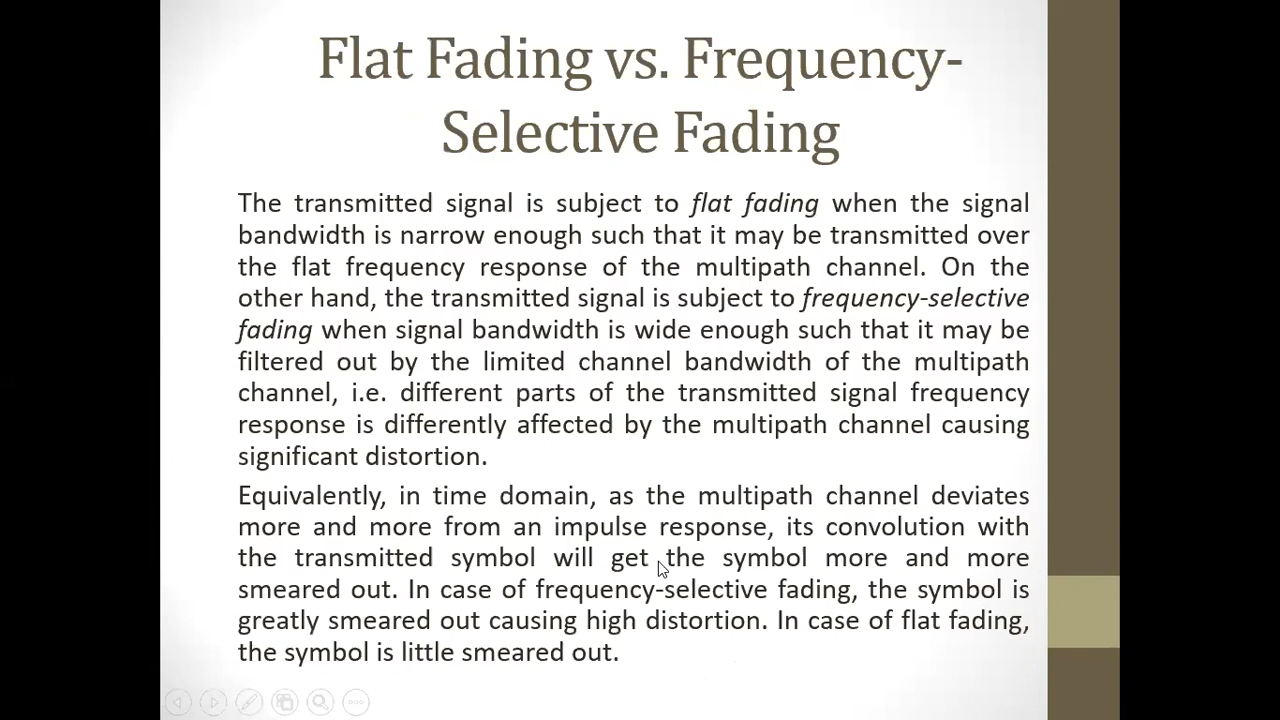 Flat Fading vs. Frequency-
Selective Fading
The transmitted signal is subject to flat fading when the signal
bandwidth is narrow enough such that it may be transmitted over
the flat frequency response of the multipath channel. On the
other hand, the transmitted signal is subject to frequency-selective
fading when signal bandwidth is wide enough such that it may be
filtered out by the limited channel bandwidth of the multipath
channel, i.e. different parts of the transmitted signal frequency
response is differently affected by the multipath channel causing
significant distortion.
Equivalently, in time domain, as the multipath channel deviates
more and more from an impulse response, its convolution with
the transmitted symbol will get the symbol more and more
smeared out. In case of frequency-selective fading, the symbol is
greatly smeared out causing high distortion. In case of flat fading,
the symbol is little smeared out.